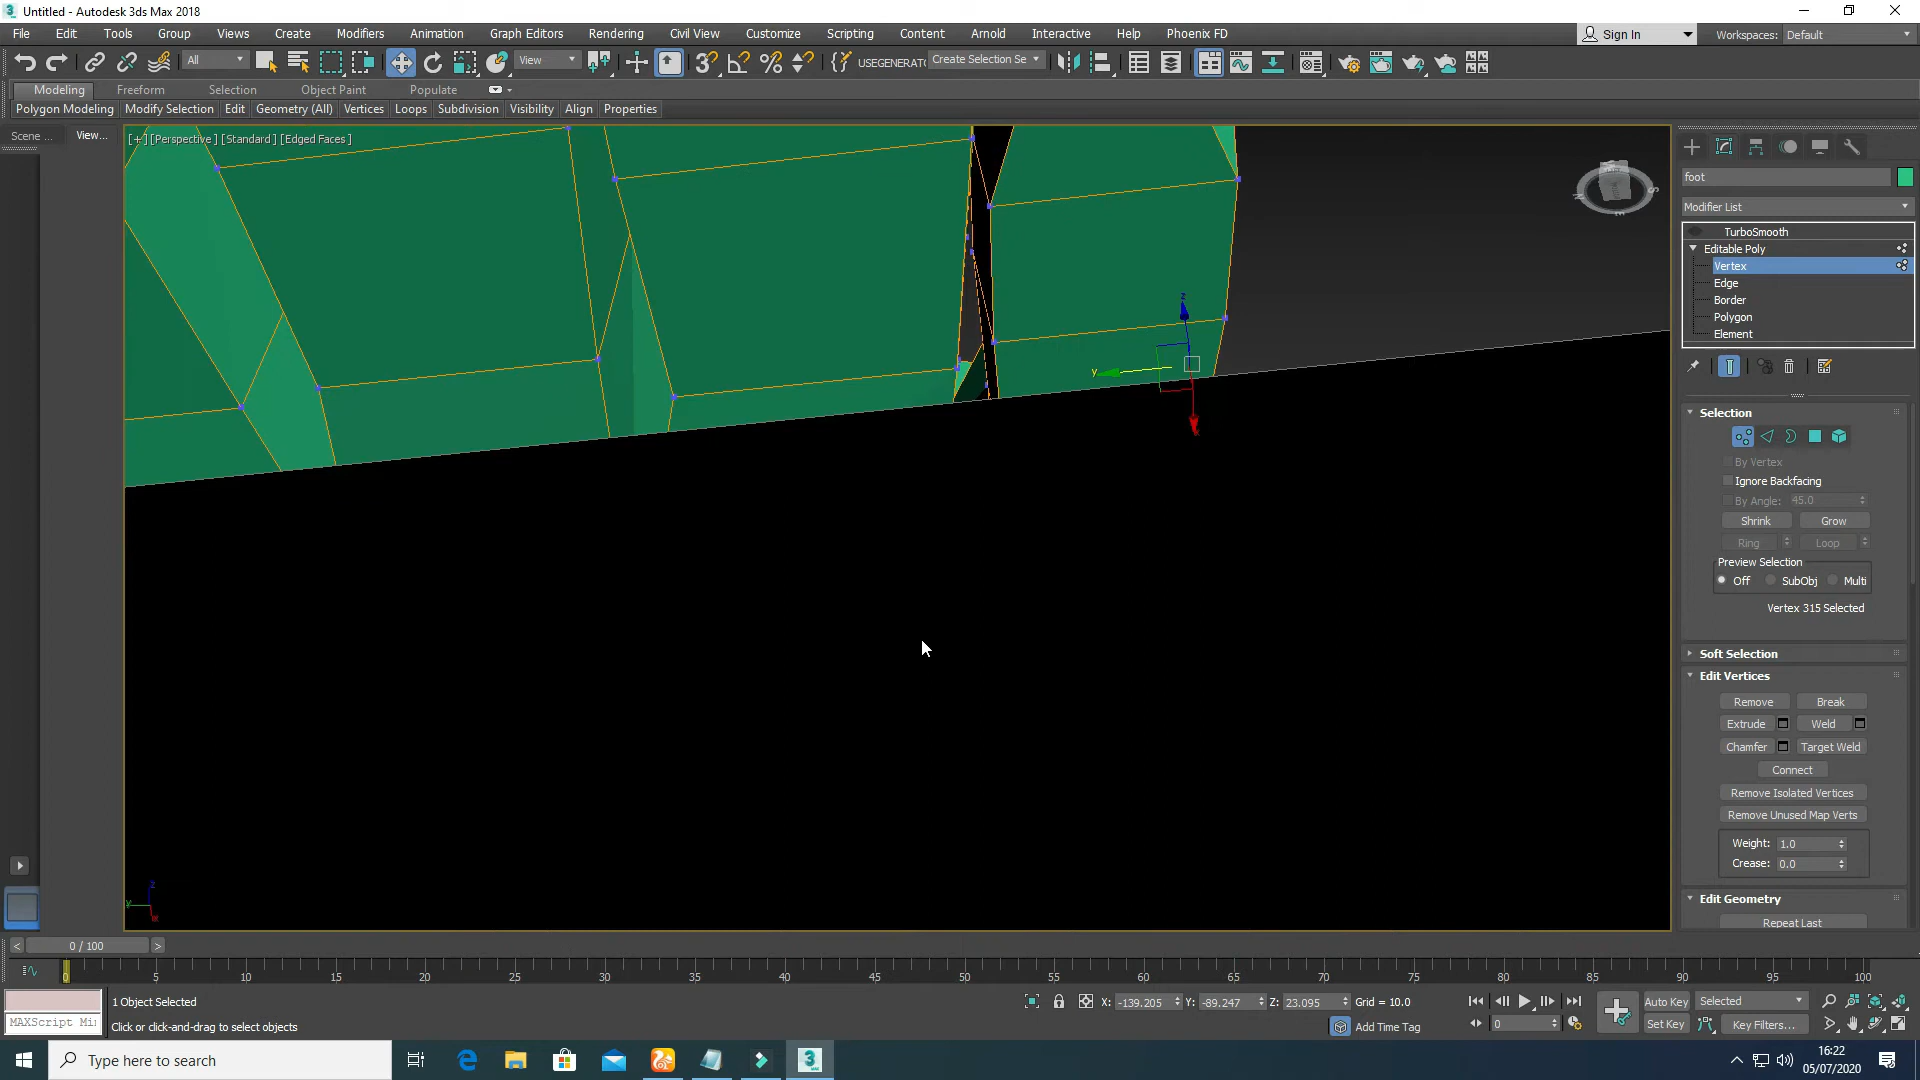 Untitled - Autodesk 3ds Max 2018
File Edit Tools Group Views Create Modifiers Animation Graph Editors Rendering Civil View Customize Scripting Content Arnold Interactive Help Phoenix FD
Sign In
Workspaces: Default
All
View
USEGENERAT
Create Selection Se
Modeling Freeform Selection Object Paint Populate
Polygon Modeling Modify Selection Edit Geometry (All) Vertices Loops Subdivision Visibility Align Properties
Scene ...
View...
[+] [Perspective] [Standard] [Edged Faces]
foot
Modifier List
TurboSmooth
Editable Poly
Vertex
Edge
Border
Polygon
Element
Selection
By Vertex
Ignore Backfacing
By Angle: 45.0
Shrink Grow
Ring Loop
Preview Selection
Off SubObj Multi
Vertex 315 Selected
Soft Selection
Edit Vertices
Remove Break
Extrude Weld
Chamfer Target Weld
Connect
Remove Isolated Vertices
Remove Unused Map Verts
Weight: 1.0
Crease: 0.0
Edit Geometry
Repeat Last
z
y
z
y
x
0 / 100
0 5 10 15 20 25 30 35 40 45 50 55 60 65 70 75 80 85 90 95 100
1 Object Selected
X: -139.205 Y: -89.247 Z: 23.095 Grid = 10.0
Auto Key Selected
MAXScript Mi
Click or click-and-drag to select objects
Add Time Tag
0
Set Key Key Filters...
Type here to search
16:22
05/07/2020